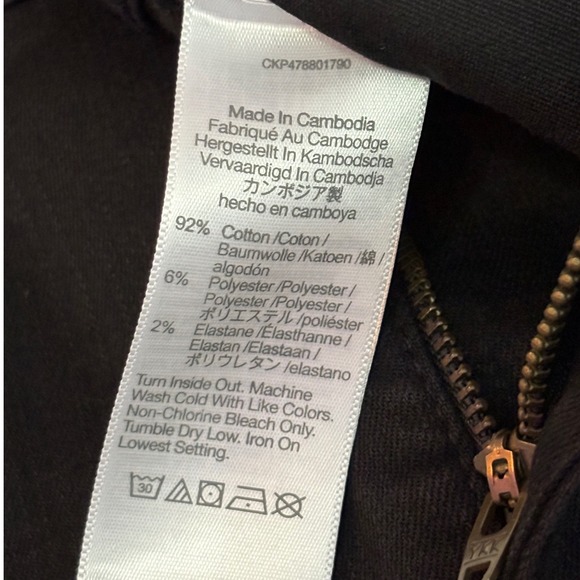 CKP478801790
Made In Cambodia
Fabriqué Au Cambodge
Hergestellt In Kambodscha
Vervaardigd In Cambodja
カンボジア製
hecho en camboya
92% Cotton /Coton /
Baumwolle /Katoen /綿 /
algodón
6% Polyester /Polyester /
Polyester /Polyester /
ポリエステル /poliéster
2% Elastane /Élasthanne /
Elastan /Elastaan /
ポリウレタン /elastano
Turn Inside Out. Machine
Wash Cold With Like Colors.
Non-Chlorine Bleach Only.
Tumble Dry Low. Iron On
Lowest Setting.
30
YKK